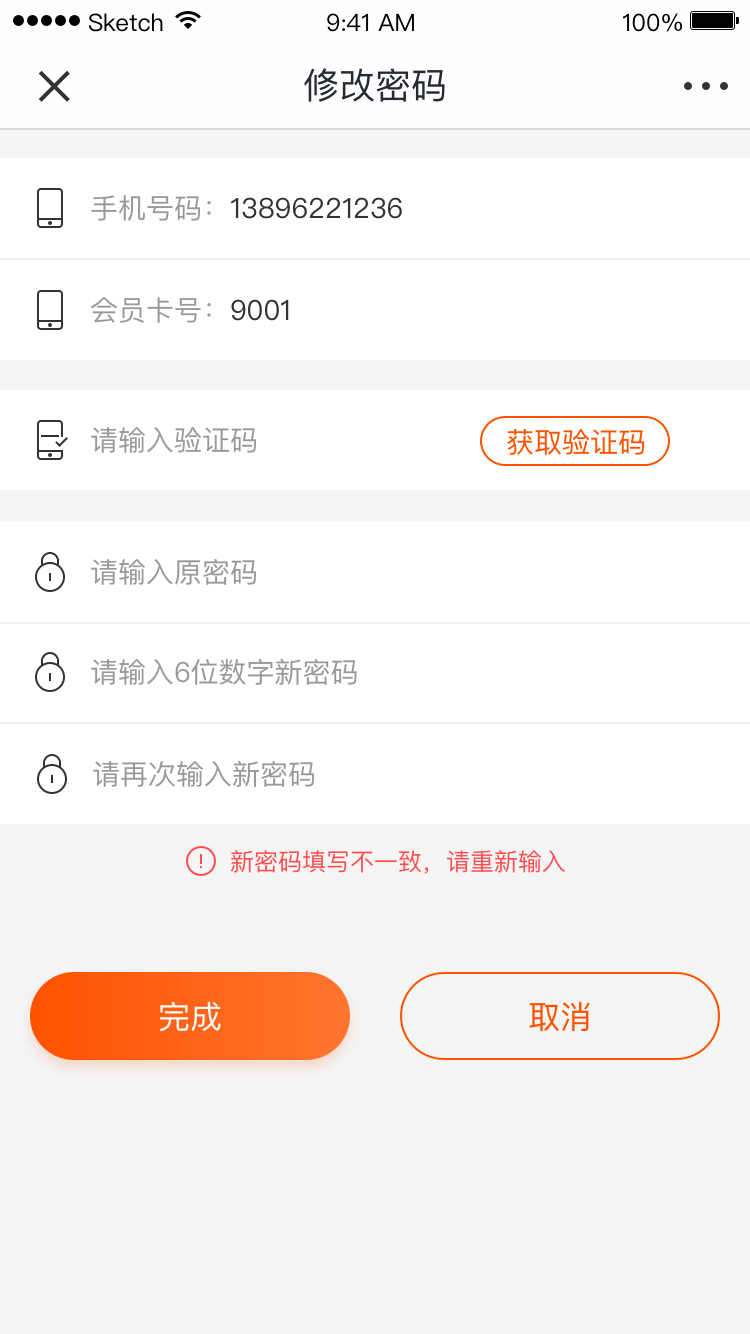 Sketch 9:41 AM 100%
修改密码
手机号码：13896221236
会员卡号：9001
请输入验证码 获取验证码
请输入原密码
请输入6位数字新密码
请再次输入新密码
新密码填写不一致，请重新输入
完成 取消